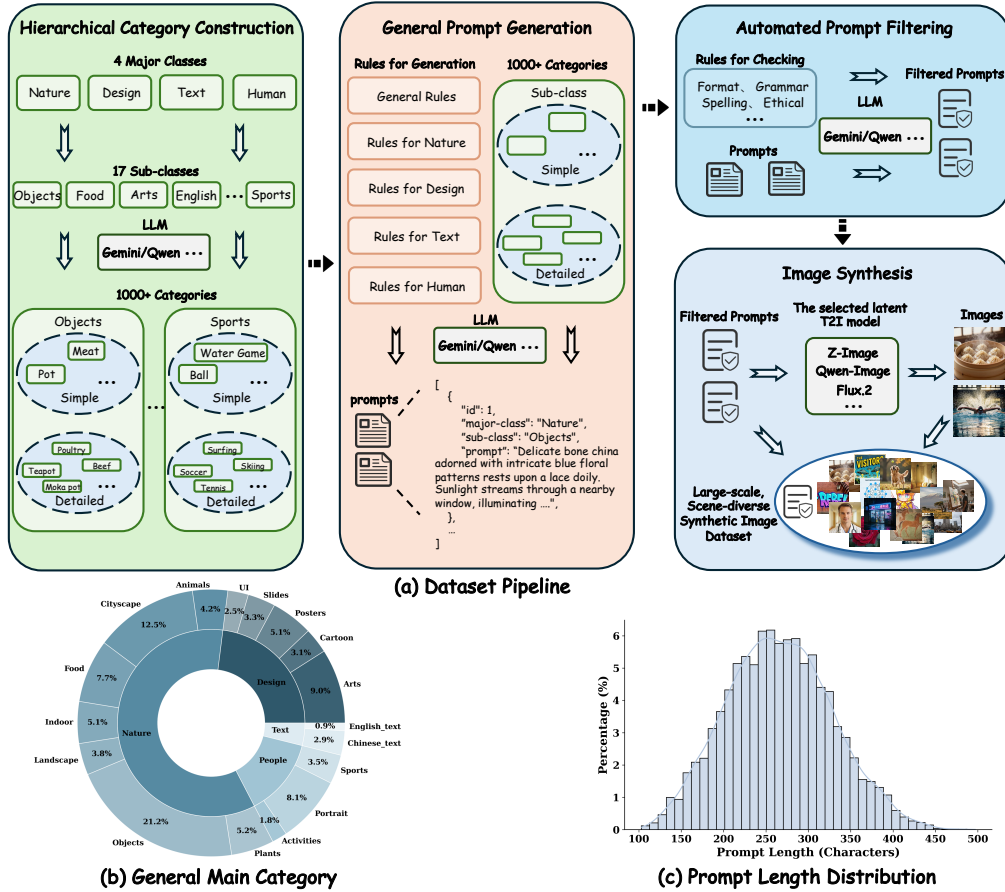 Hierarchical Category Construction
4 Major Classes
Nature
Design
Text
Human
17 Sub-classes
Objects
Food
Arts
English
...
Sports
LLM
Gemini/Qwen ...
1000+ Categories
Objects
Meat
Pot
...
Simple
Poultry
Teapot
Beef
Moka pot
...
Detailed
...
Sports
Water Game
Ball
...
Simple
Surfing
Soccer
Skiing
Tennis
...
Detailed
General Prompt Generation
Rules for Generation
General Rules
Rules for Nature
Rules for Design
Rules for Text
Rules for Human
1000+ Categories
Sub-class
...
Simple
...
Detailed
LLM
Gemini/Qwen ...
prompts
[
{
"id": 1,
"major-class": "Nature",
"sub-class": "Objects",
"prompt": "Delicate bone china
adorned with intricate blue floral
patterns rests upon a lace doily.
Sunlight streams through a nearby
window, illuminating ....",
},
...
]
Automated Prompt Filtering
Rules for Checking
Format、 Grammar
Spelling、 Ethical
...
Prompts
LLM
Gemini/Qwen ...
Filtered Prompts
Image Synthesis
Filtered Prompts
The selected latent
T2I model
Z-Image
Qwen-Image
Flux.2
...
Images
Large-scale,
Scene-diverse
Synthetic Image
Dataset
VISITOR
(a) Dataset Pipeline
Animals
4.2%
UI
2.5%
Slides
3.3%
Posters
5.1%
Cartoon
3.1%
Arts
9.0%
English_text
0.9%
Chinese_text
2.9%
Sports
3.5%
Portrait
8.1%
Activities
1.8%
Plants
5.2%
Objects
21.2%
Landscape
3.8%
Indoor
5.1%
Food
7.7%
Cityscape
12.5%
Nature
Design
Text
People
(b) General Main Category
Percentage (%)
6
5
4
3
2
1
0
100 150 200 250 300 350 400 450 500
Prompt Length (Characters)
(c) Prompt Length Distribution